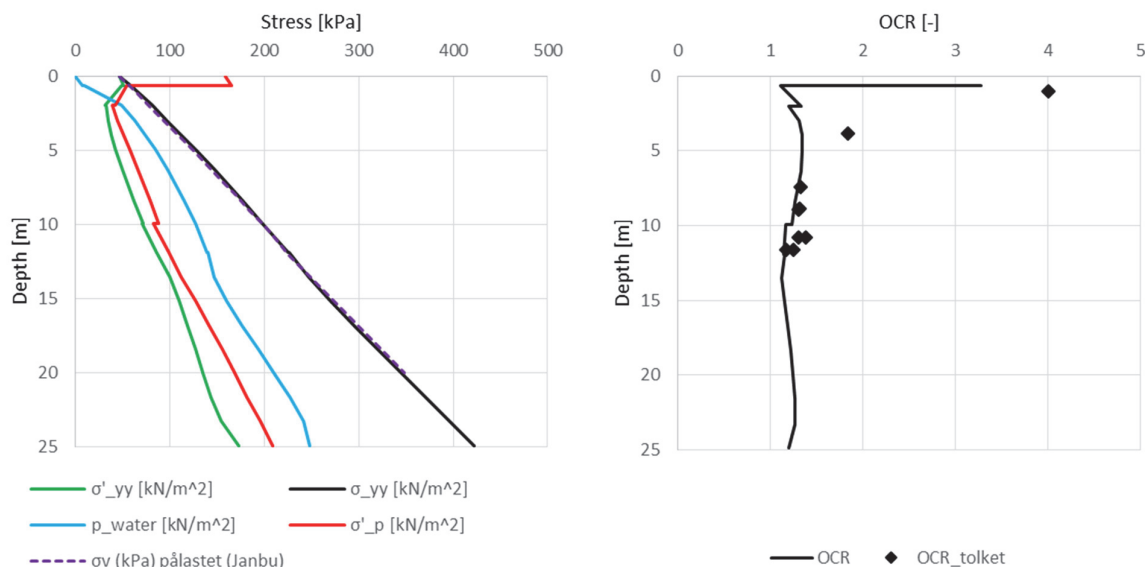 Stress [kPa]
0 100 200 300 400 500
0
5
10
15
20
25
Depth [m]
σ'_yy [kN/m^2]
σ_yy [kN/m^2]
p_water [kN/m^2]
σ'_p [kN/m^2]
σv (kPa) pålastet (Janbu)
OCR [-]
0 1 2 3 4 5
0
5
10
15
20
25
Depth [m]
OCR
OCR_tolket